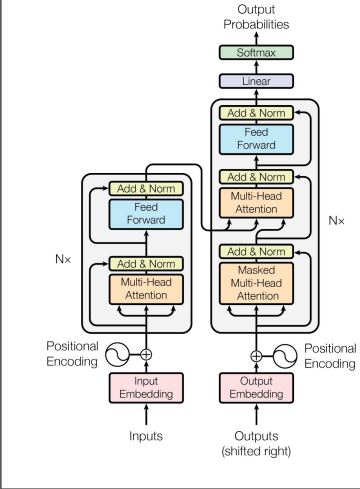 Output
Probabilities
Softmax
Linear
Add & Norm
Feed
Forward
Add & Norm
Multi-Head
Attention
Add & Norm
Masked
Multi-Head
Attention
N×
Add & Norm
Feed
Forward
Add & Norm
Multi-Head
Attention
N×
Positional
Encoding
Positional
Encoding
Input
Embedding
Output
Embedding
Inputs
Outputs
(shifted right)